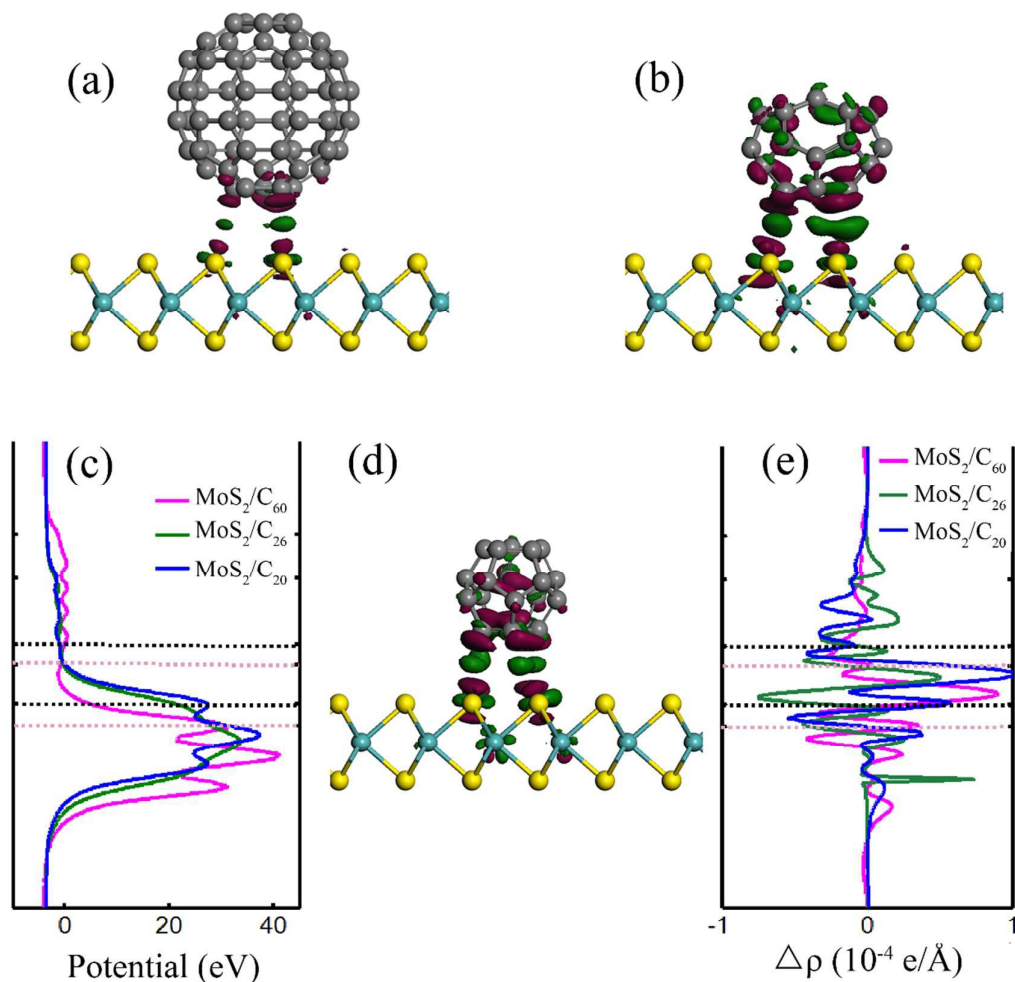 (a)
(b)
(c)
MoS₂/C₆₀
MoS₂/C₂₆
MoS₂/C₂₀
0
20
40
Potential (eV)
(d)
(e)
MoS₂/C₆₀
MoS₂/C₂₆
MoS₂/C₂₀
-1
0
1
△ρ (10⁻⁴ e/Å)